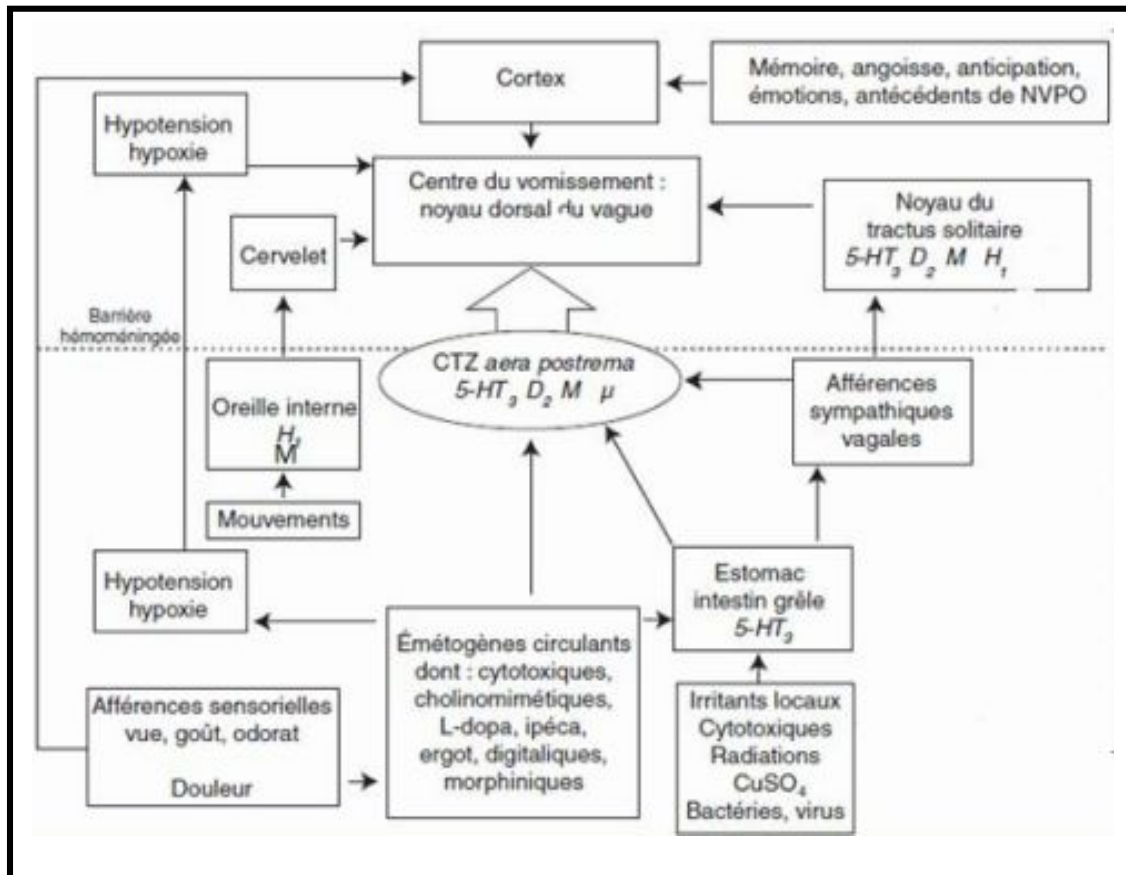 Cortex
Mémoire, angoisse, anticipation,
émotions, antécédents de NVPO
Hypotension
hypoxie
Centre du vomissement :
noyau dorsal du vague
Noyau du
tractus solitaire
5-HT₃ D₂ M H₁
Cervelet
Barrière
hémoméningée
CTZ aera postrema
5-HT₃ D₂ M µ
Afférences
sympathiques
vagales
Oreille interne
H₁
M
Mouvements
Hypotension
hypoxie
Estomac
intestin grêle
5-HT₃
Émétogènes circulants
dont : cytotoxiques,
cholinomimétiques,
L-dopa, ipéca,
ergot, digitaliques,
morphiniques
Afférences sensorielles
vue, goût, odorat
Douleur
Irritants locaux
Cytotoxiques
Radiations
CuSO₄
Bactéries, virus